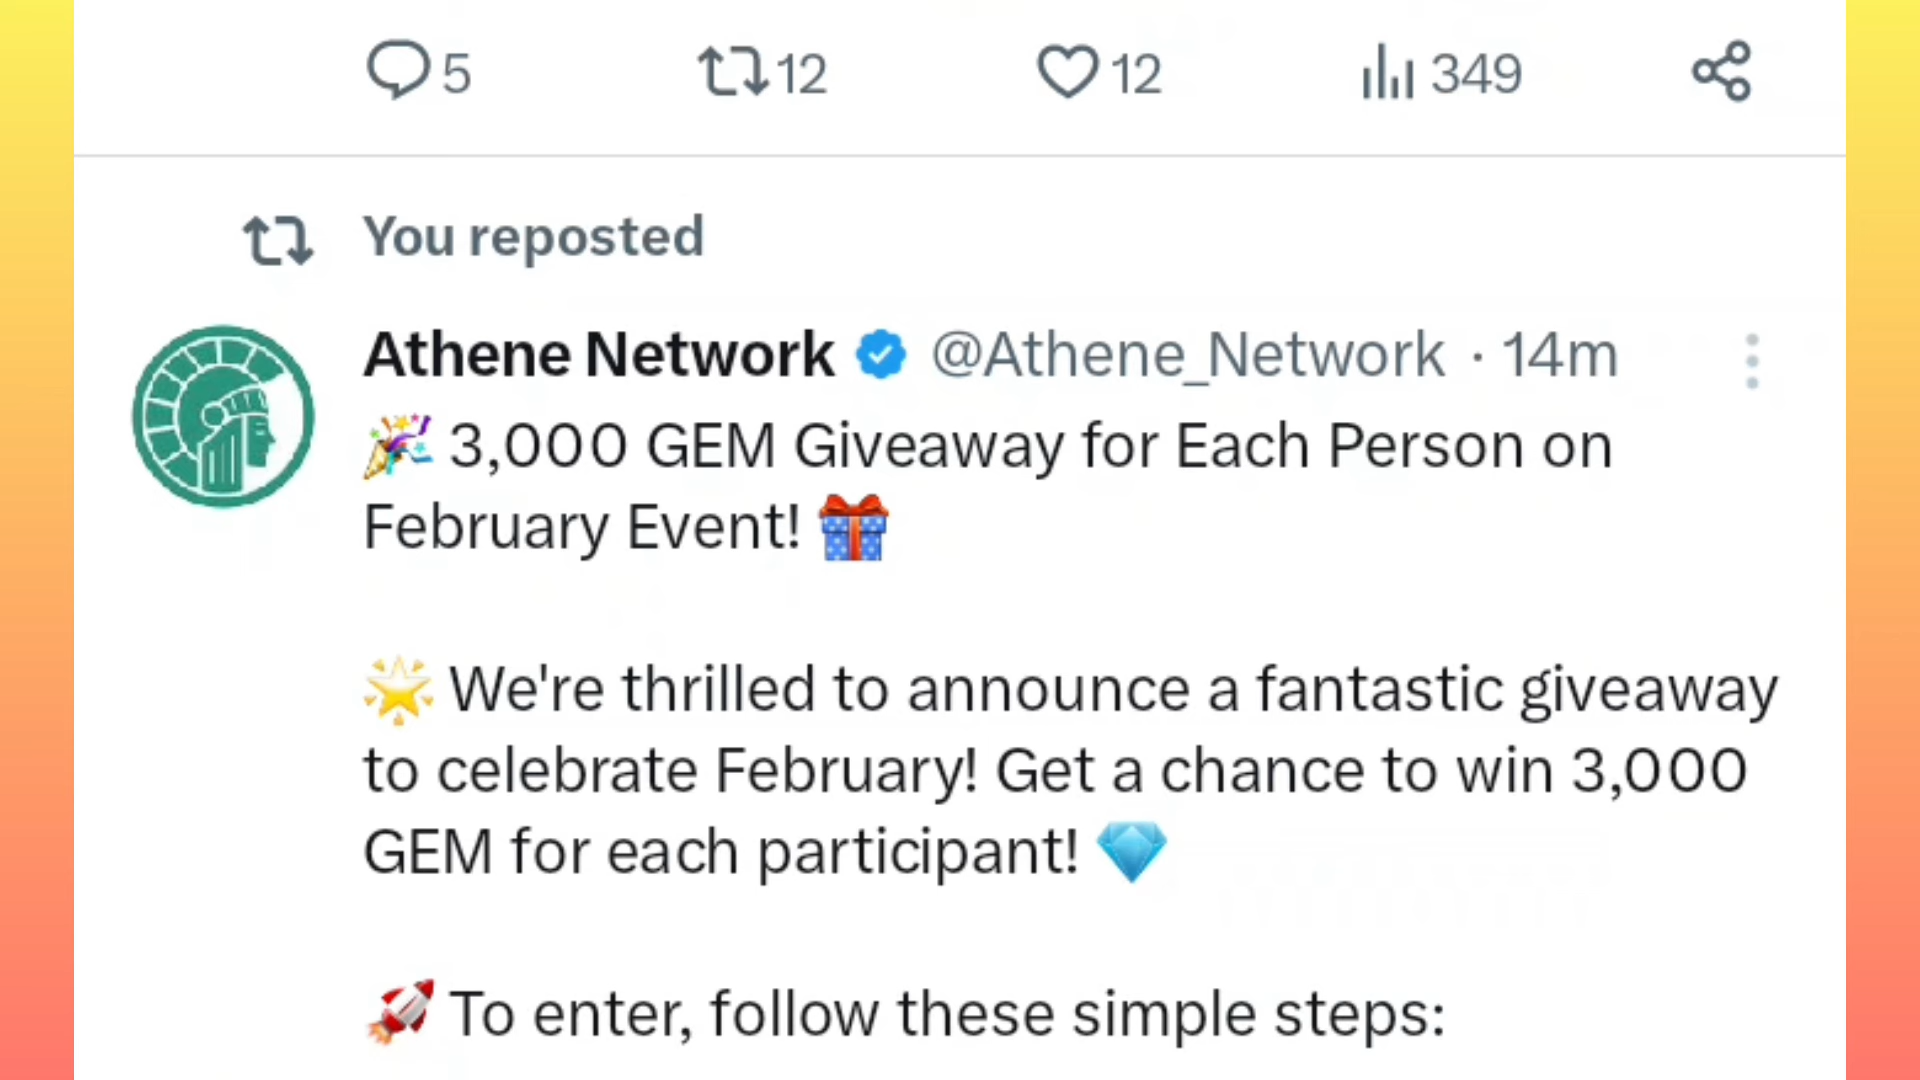 5 12 12 349
You reposted
Athene Network @Athene_Network · 14m
🎉 3,000 GEM Giveaway for Each Person on
February Event! 🎁
🌟 We're thrilled to announce a fantastic giveaway
to celebrate February! Get a chance to win 3,000
GEM for each participant! 💎
🚀 To enter, follow these simple steps: